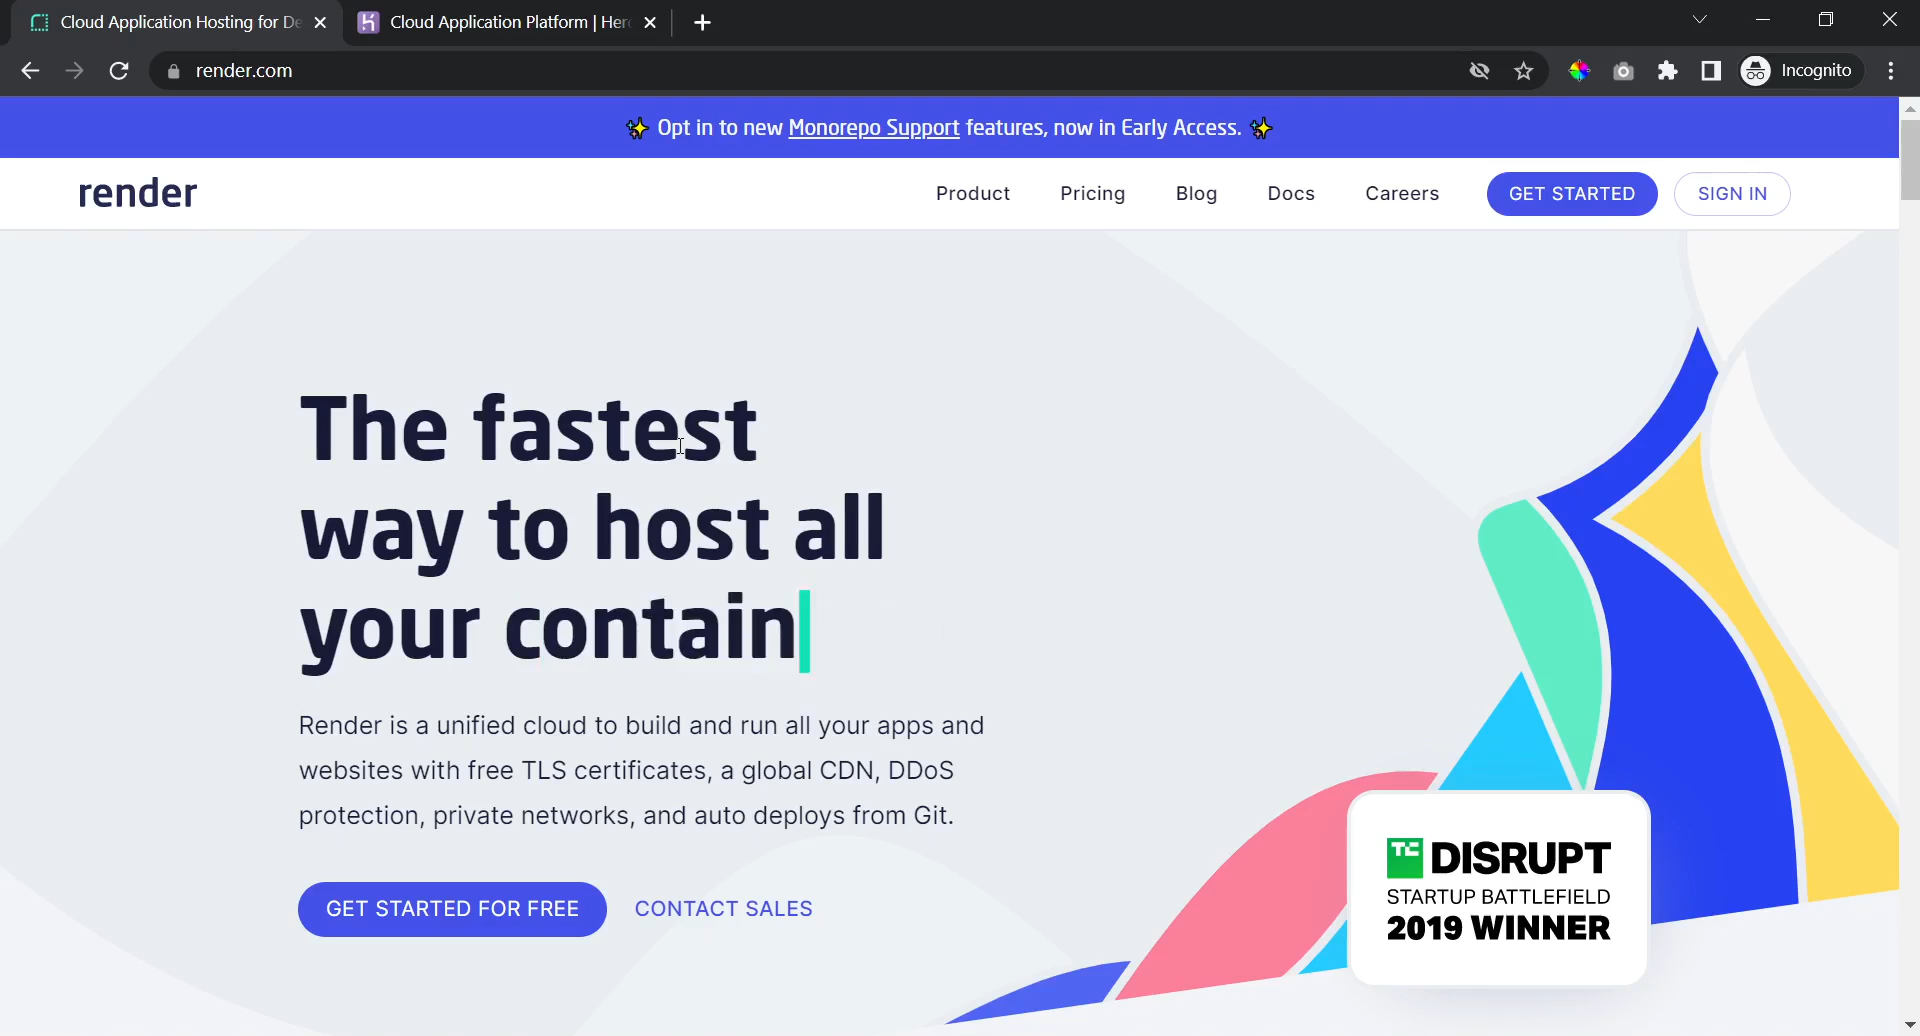 Cloud Application Hosting for De
Cloud Application Platform | Her
render.com
Incognito
✨ Opt in to new Monorepo Support features, now in Early Access. ✨
render
Product
Pricing
Blog
Docs
Careers
GET STARTED
SIGN IN
The fastest
way to host all
your contain
Render is a unified cloud to build and run all your apps and
websites with free TLS certificates, a global CDN, DDoS
protection, private networks, and auto deploys from Git.
GET STARTED FOR FREE
CONTACT SALES
TC DISRUPT
STARTUP BATTLEFIELD
2019 WINNER